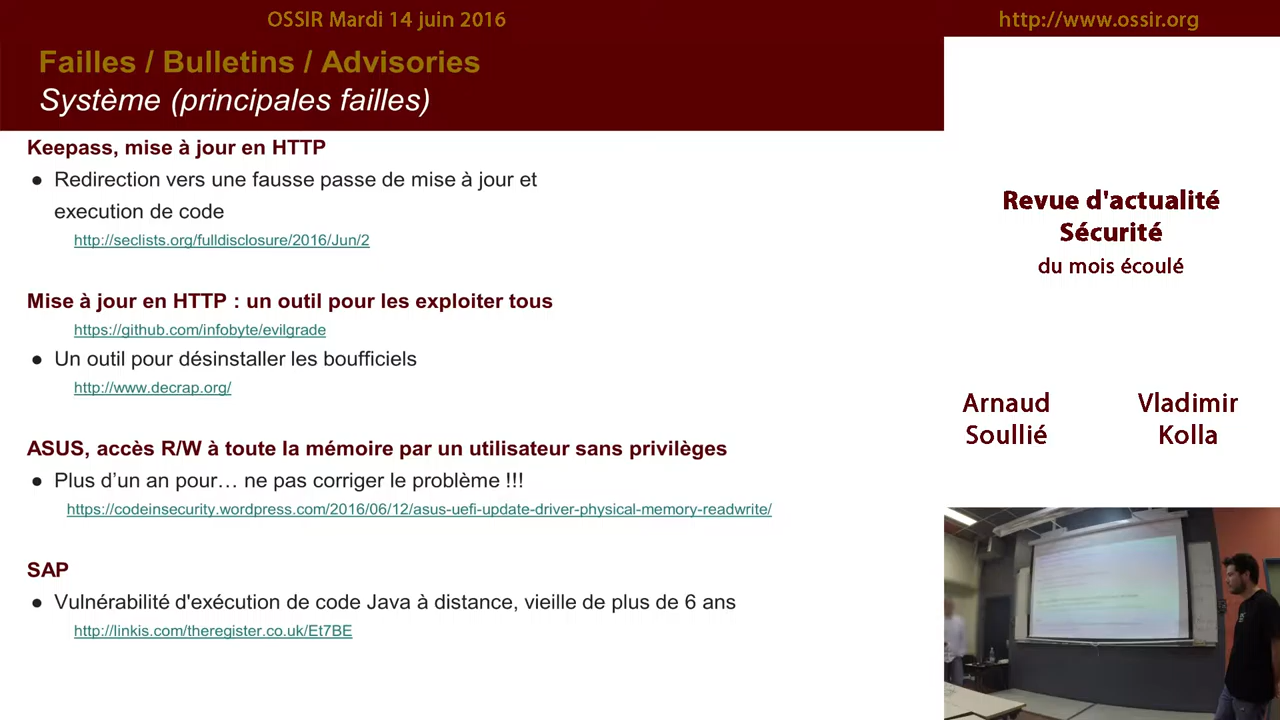 OSSIR Mardi 14 juin 2016
http://www.ossir.org
Failles / Bulletins / Advisories
Système (principales failles)
Keepass, mise à jour en HTTP
● Redirection vers une fausse passe de mise à jour et
execution de code
http://seclists.org/fulldisclosure/2016/Jun/2
Mise à jour en HTTP : un outil pour les exploiter tous
https://github.com/infobyte/evilgrade
● Un outil pour désinstaller les boufficiels
http://www.decrap.org/
ASUS, accès R/W à toute la mémoire par un utilisateur sans privilèges
● Plus d’un an pour… ne pas corriger le problème !!!
https://codeinsecurity.wordpress.com/2016/06/12/asus-uefi-update-driver-physical-memory-readwrite/
SAP
● Vulnérabilité d'exécution de code Java à distance, vieille de plus de 6 ans
http://linkis.com/theregister.co.uk/Et7BE
Revue d'actualité
Sécurité
du mois écoulé
Arnaud
Soullié
Vladimir
Kolla